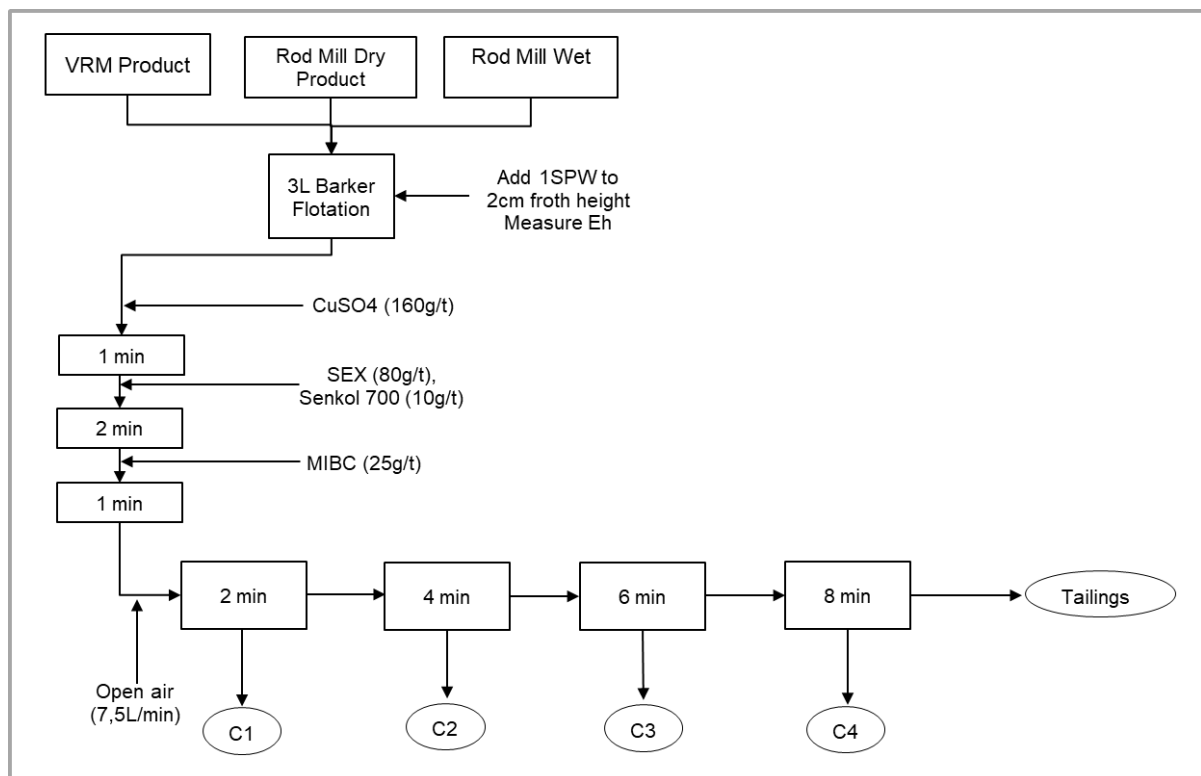 VRM Product
Rod Mill Dry
Product
Rod Mill Wet
3L Barker
Flotation
Add 1SPW to
2cm froth height
Measure Eh
CuSO4 (160g/t)
1 min
SEX (80g/t),
Senkol 700 (10g/t)
2 min
MIBC (25g/t)
1 min
2 min
4 min
6 min
8 min
Tailings
Open air
(7,5L/min)
C1
C2
C3
C4